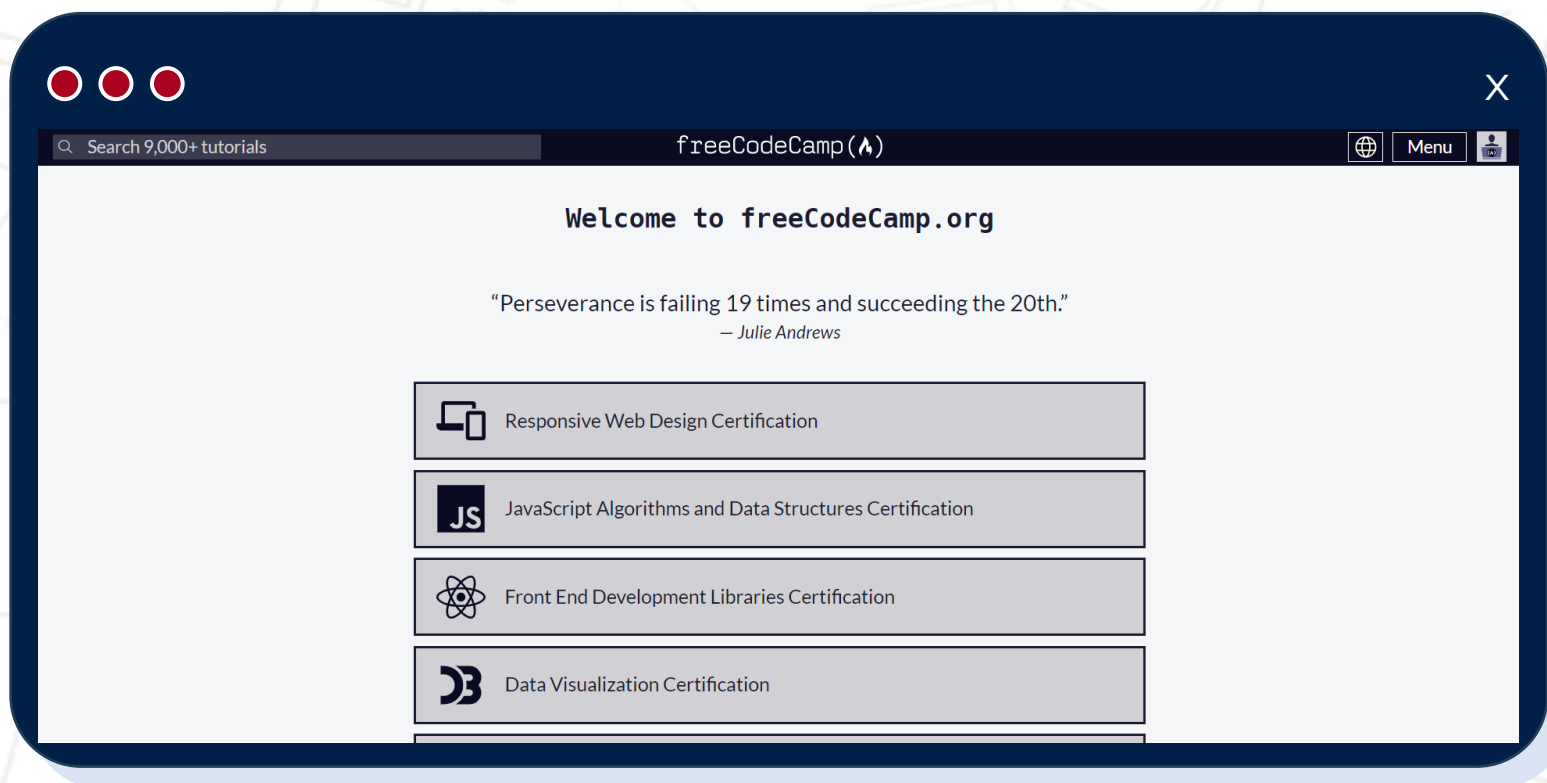 X
Search 9,000+ tutorials
freeCodeCamp(🔥)
Menu
Welcome to freeCodeCamp.org
“Perseverance is failing 19 times and succeeding the 20th.”
— Julie Andrews
Responsive Web Design Certification
JS
JavaScript Algorithms and Data Structures Certification
Front End Development Libraries Certification
D3
Data Visualization Certification